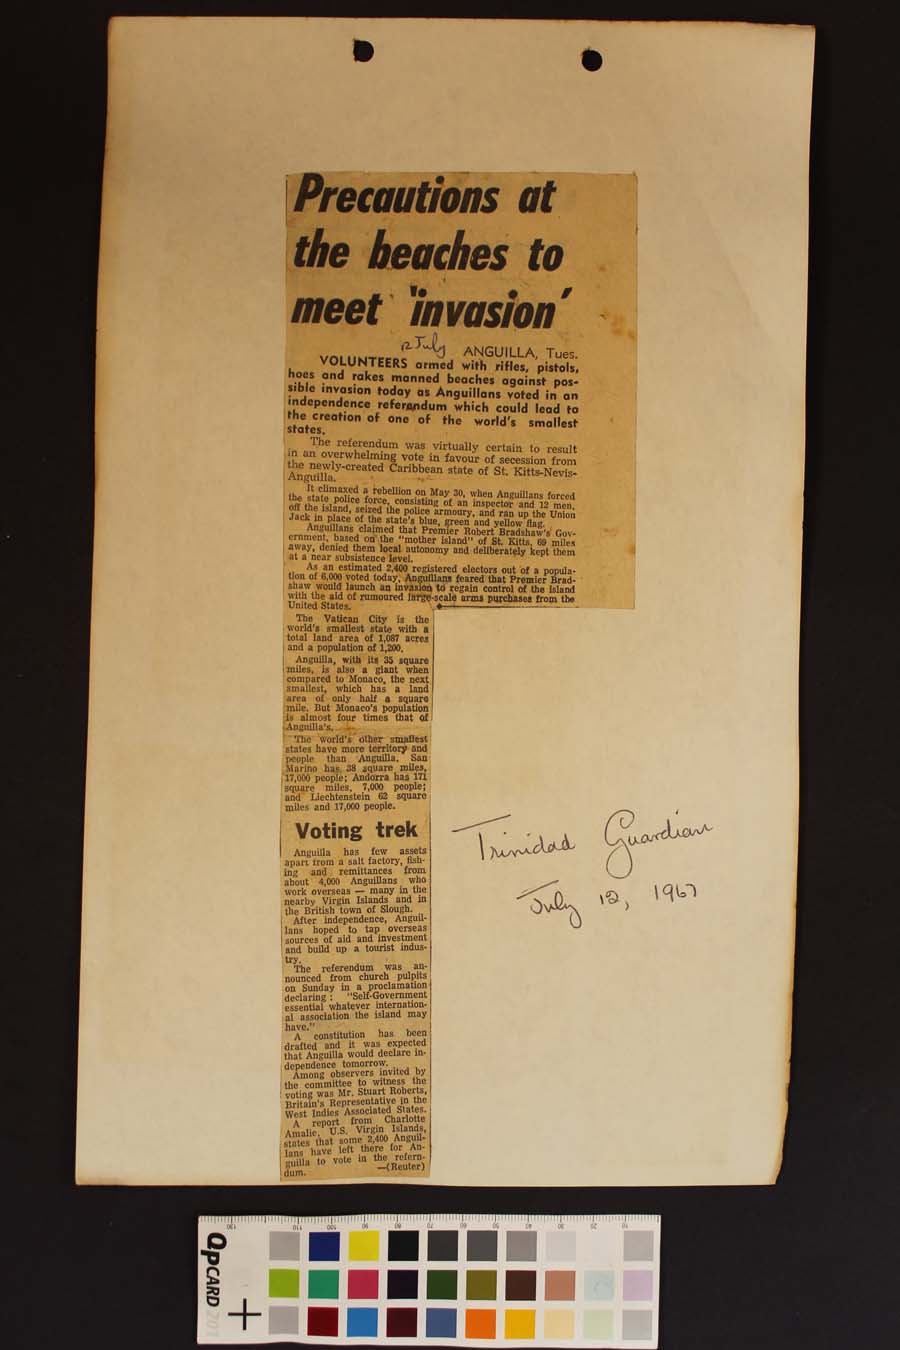 Precautions at
the beaches to
meet 'invasion'
12 July
ANGUILLA, Tues.
VOLUNTEERS armed with rifles, pistols,
hoes and rakes manned beaches against pos-
sible invasion today as Anguillans voted in an
independence referendum which could lead to
the creation of one of the world's smallest
states.
The referendum was virtually certain to result
in an overwhelming vote in favour of secession from
the newly-created Caribbean state of St. Kitts-Nevis-
Anguilla.
It climaxed a rebellion on May 30, when Anguillans forced
the state police force, consisting of an inspector and 12 men,
off the island, seized the police armoury, and ran up the Union
Jack in place of the state's blue, green and yellow flag.
Anguillans claimed that Premier Robert Bradshaw's Gov-
ernment, based on the "mother island" of St. Kitts, 69 miles
away, denied them local autonomy and deliberately kept them
at a near subsistence level.
As an estimated 2,400 registered electors out of a popula-
tion of 6,000 voted today, Anguillans feared that Premier Brad-
shaw would launch an invasion to regain control of the island
with the aid of rumoured large-scale arms purchases from the
United States.
The Vatican City is the
world's smallest state with a
total land area of 1,087 acres
and a population of 1,200.
Anguilla, with its 35 square
miles, is also a giant when
compared to Monaco, the next
smallest, which has a land
area of only half a square
mile. But Monaco's population
is almost four times that of
Anguilla's.
The world's other smallest
states have more territory and
people than Anguilla. San
Marino has 38 square miles,
17,000 people; Andorra has 171
square miles, 7,000 people;
and Liechtenstein 62 square
miles and 17,000 people.
Voting trek
Anguilla has few assets
apart from a salt factory, fish-
ing and remittances from
about 4,000 Anguillans who
work overseas — many in the
nearby Virgin Islands and in
the British town of Slough.
After independence, Anguil-
lans hoped to tap overseas
sources of aid and investment
and build up a tourist indus-
try.
The referendum was an-
nounced from church pulpits
on Sunday in a proclamation
declaring: "Self-Government
essential whatever internation-
al association the island may
have."
A constitution has been
drafted and it was expected
that Anguilla would declare in-
dependence tomorrow.
Among observers invited by
the committee to witness the
voting was Mr. Stuart Roberts,
Britain's Representative in the
West Indies Associated States.
A report from Charlotte
Amalie, U.S. Virgin Islands,
states that some 2,400 Anguil-
lans have left there for An-
guilla to vote in the referen-
dum. —(Reuter)
Trinidad Guardian
July 12, 1967
QPCARD 201
130 110 100 90 80 70 60 50 40 30 20 10